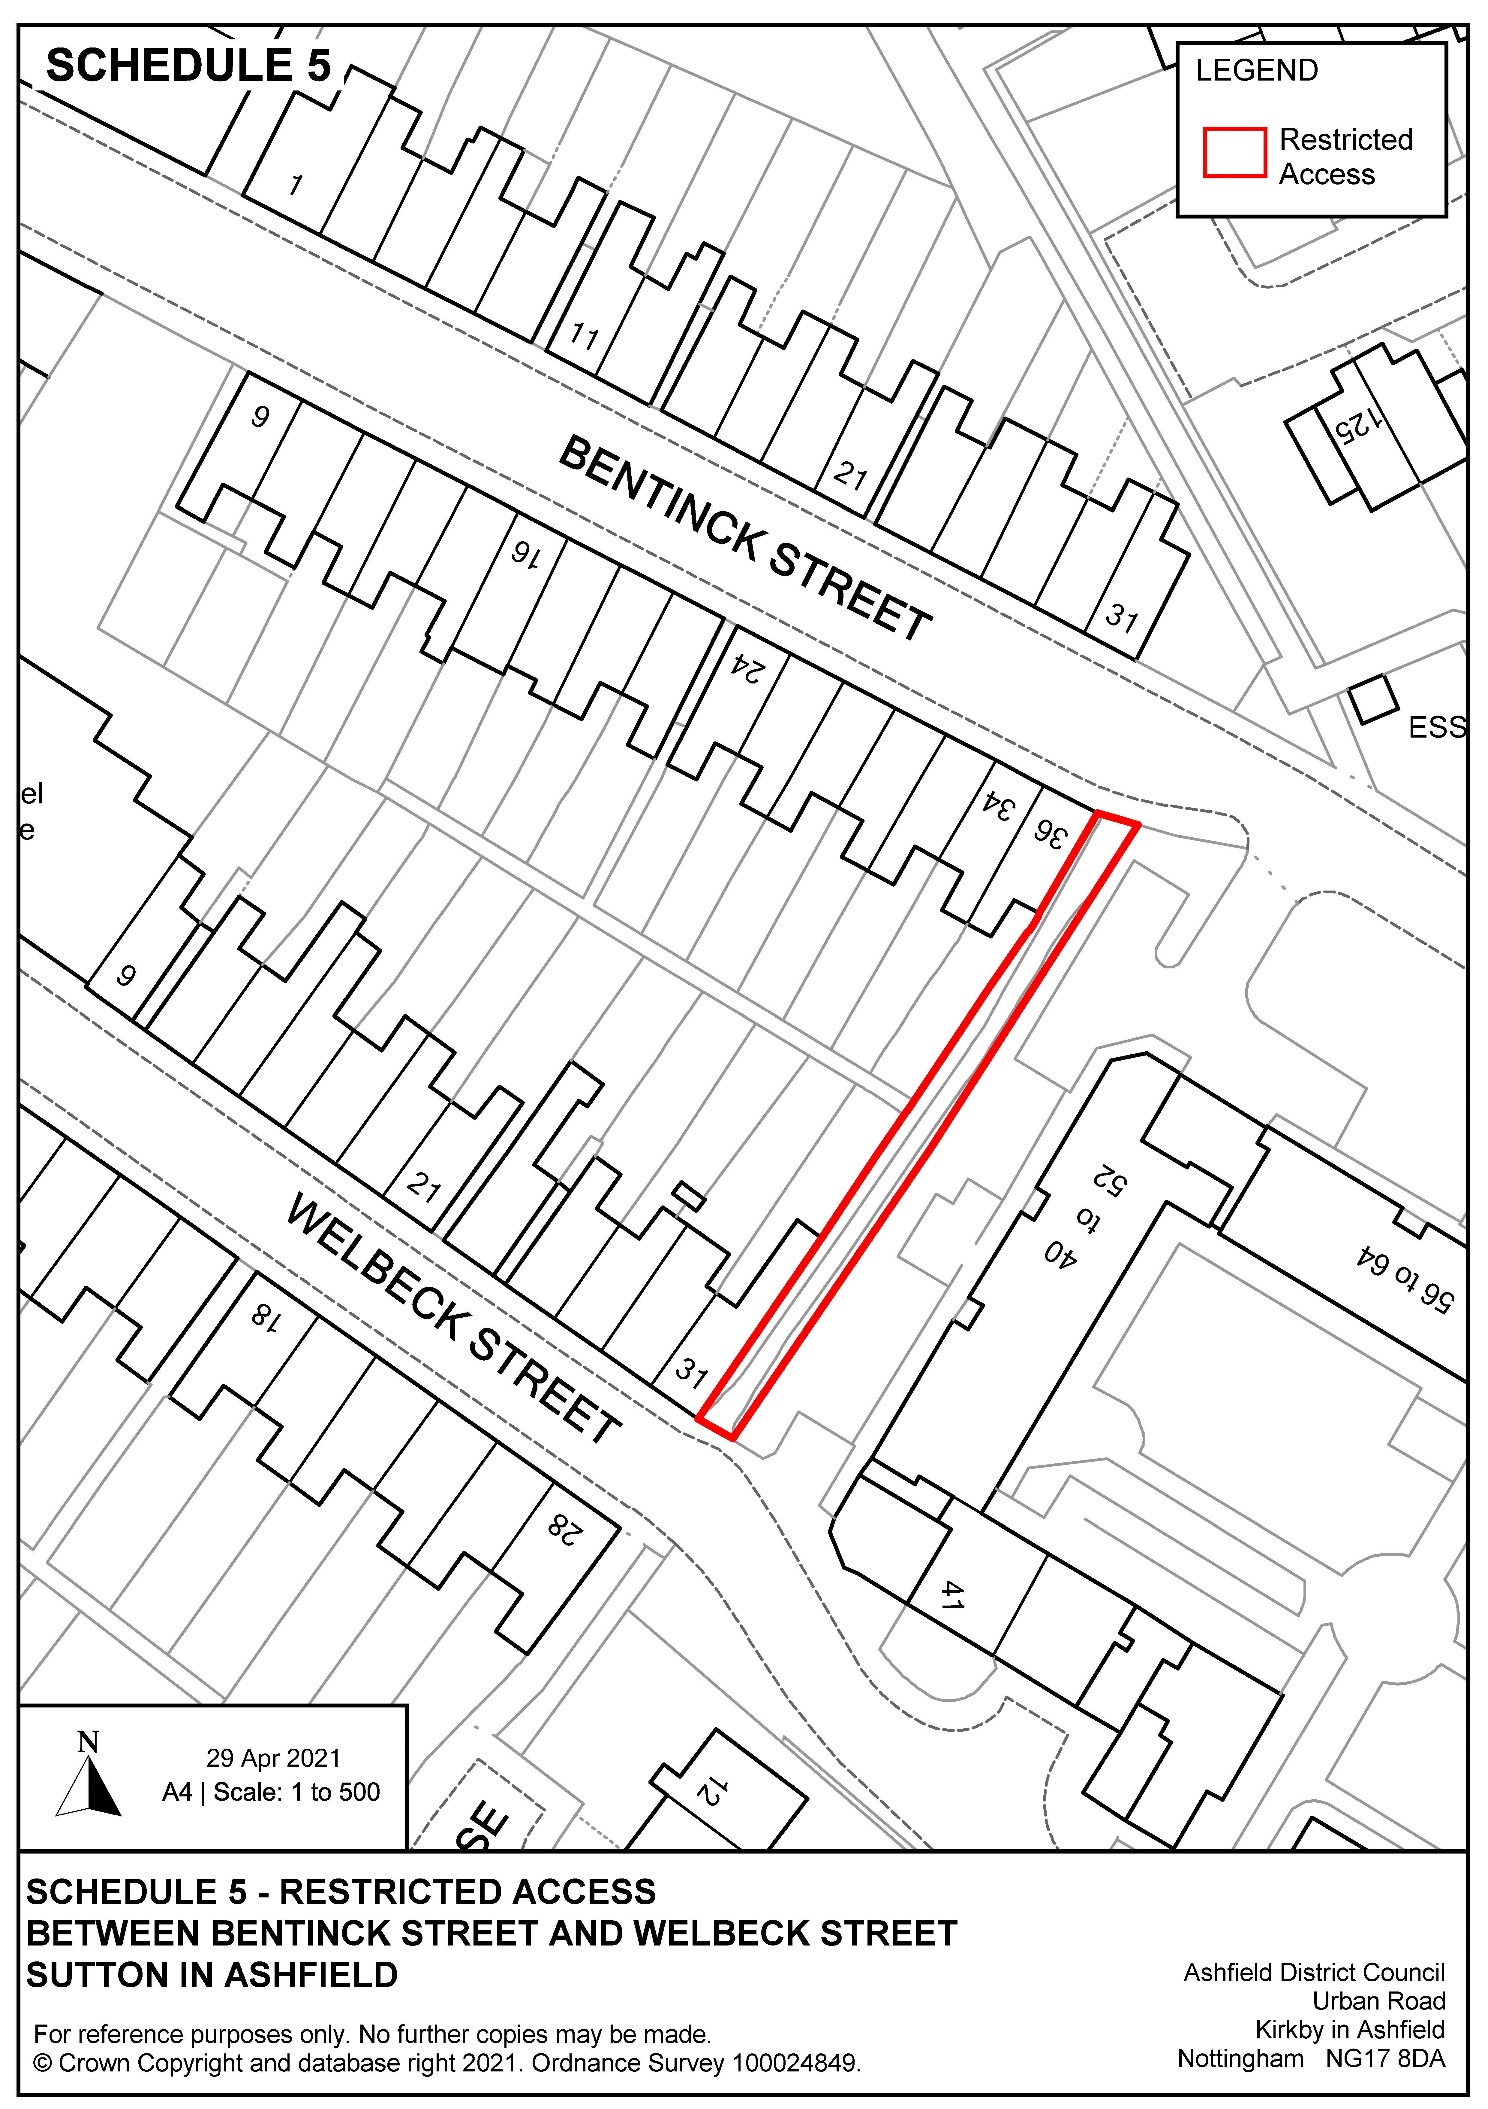 SCHEDULE 5
LEGEND
Restricted
Access
1
11
21
31
9
16
24
34
36
BENTINCK STREET
125
ESS
el
e
9
21
31
WELBECK STREET
18
28
52
to
40
56 to 64
41
12
SE
N
29 Apr 2021
A4 | Scale: 1 to 500
SCHEDULE 5 - RESTRICTED ACCESS
BETWEEN BENTINCK STREET AND WELBECK STREET
SUTTON IN ASHFIELD
For reference purposes only. No further copies may be made.
© Crown Copyright and database right 2021. Ordnance Survey 100024849.
Ashfield District Council
Urban Road
Kirkby in Ashfield
Nottingham NG17 8DA